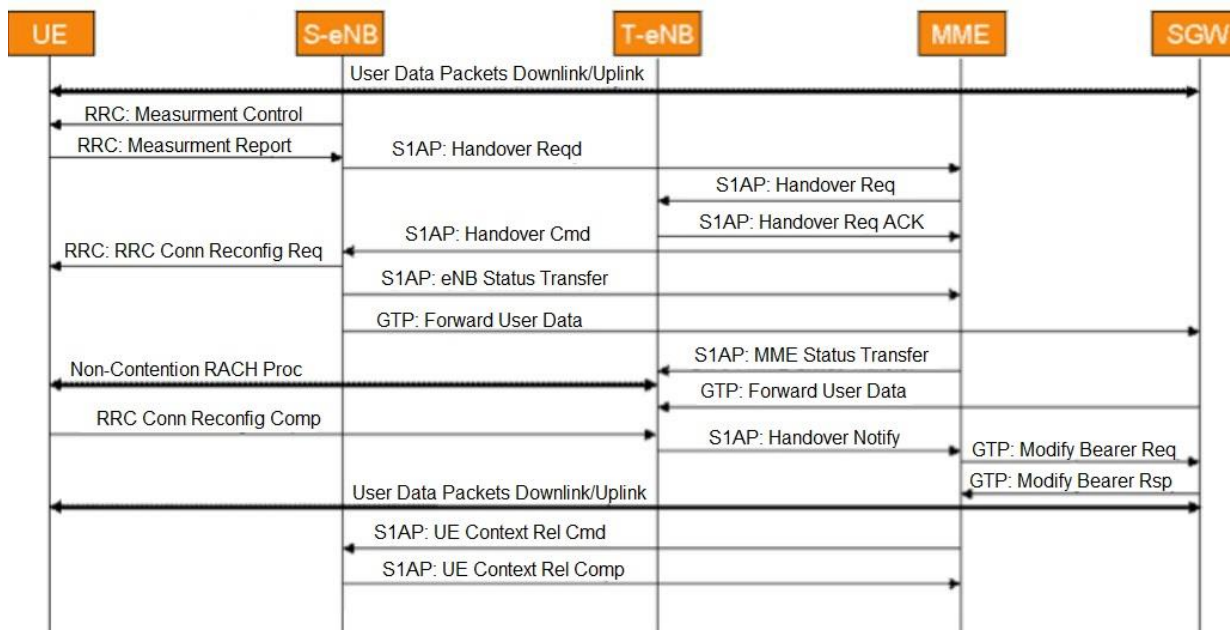 UE
S-eNB
T-eNB
MME
SGW
User Data Packets Downlink/Uplink
RRC: Measurment Control
RRC: Measurment Report
S1AP: Handover Reqd
S1AP: Handover Req
S1AP: Handover Req ACK
S1AP: Handover Cmd
RRC: RRC Conn Reconfig Req
S1AP: eNB Status Transfer
GTP: Forward User Data
S1AP: MME Status Transfer
Non-Contention RACH Proc
GTP: Forward User Data
RRC Conn Reconfig Comp
S1AP: Handover Notify
GTP: Modify Bearer Req
GTP: Modify Bearer Rsp
User Data Packets Downlink/Uplink
S1AP: UE Context Rel Cmd
S1AP: UE Context Rel Comp